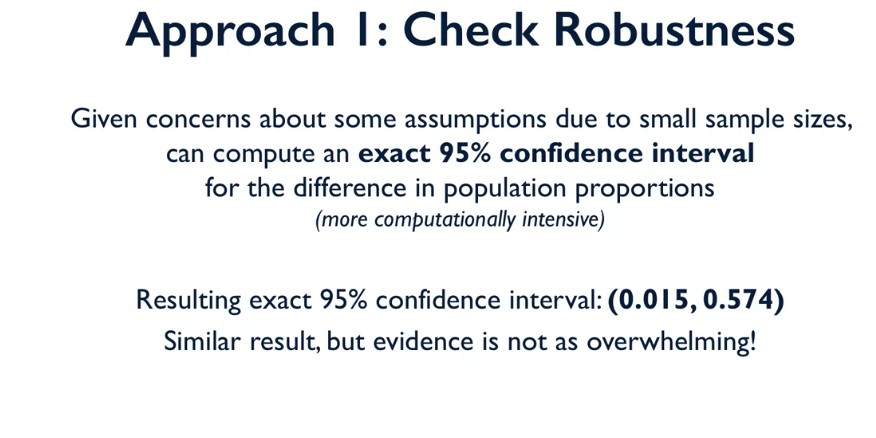 Approach 1: Check Robustness
Given concerns about some assumptions due to small sample sizes,
can compute an exact 95% confidence interval
for the difference in population proportions
(more computationally intensive)
Resulting exact 95% confidence interval: (0.015, 0.574)
Similar result, but evidence is not as overwhelming!